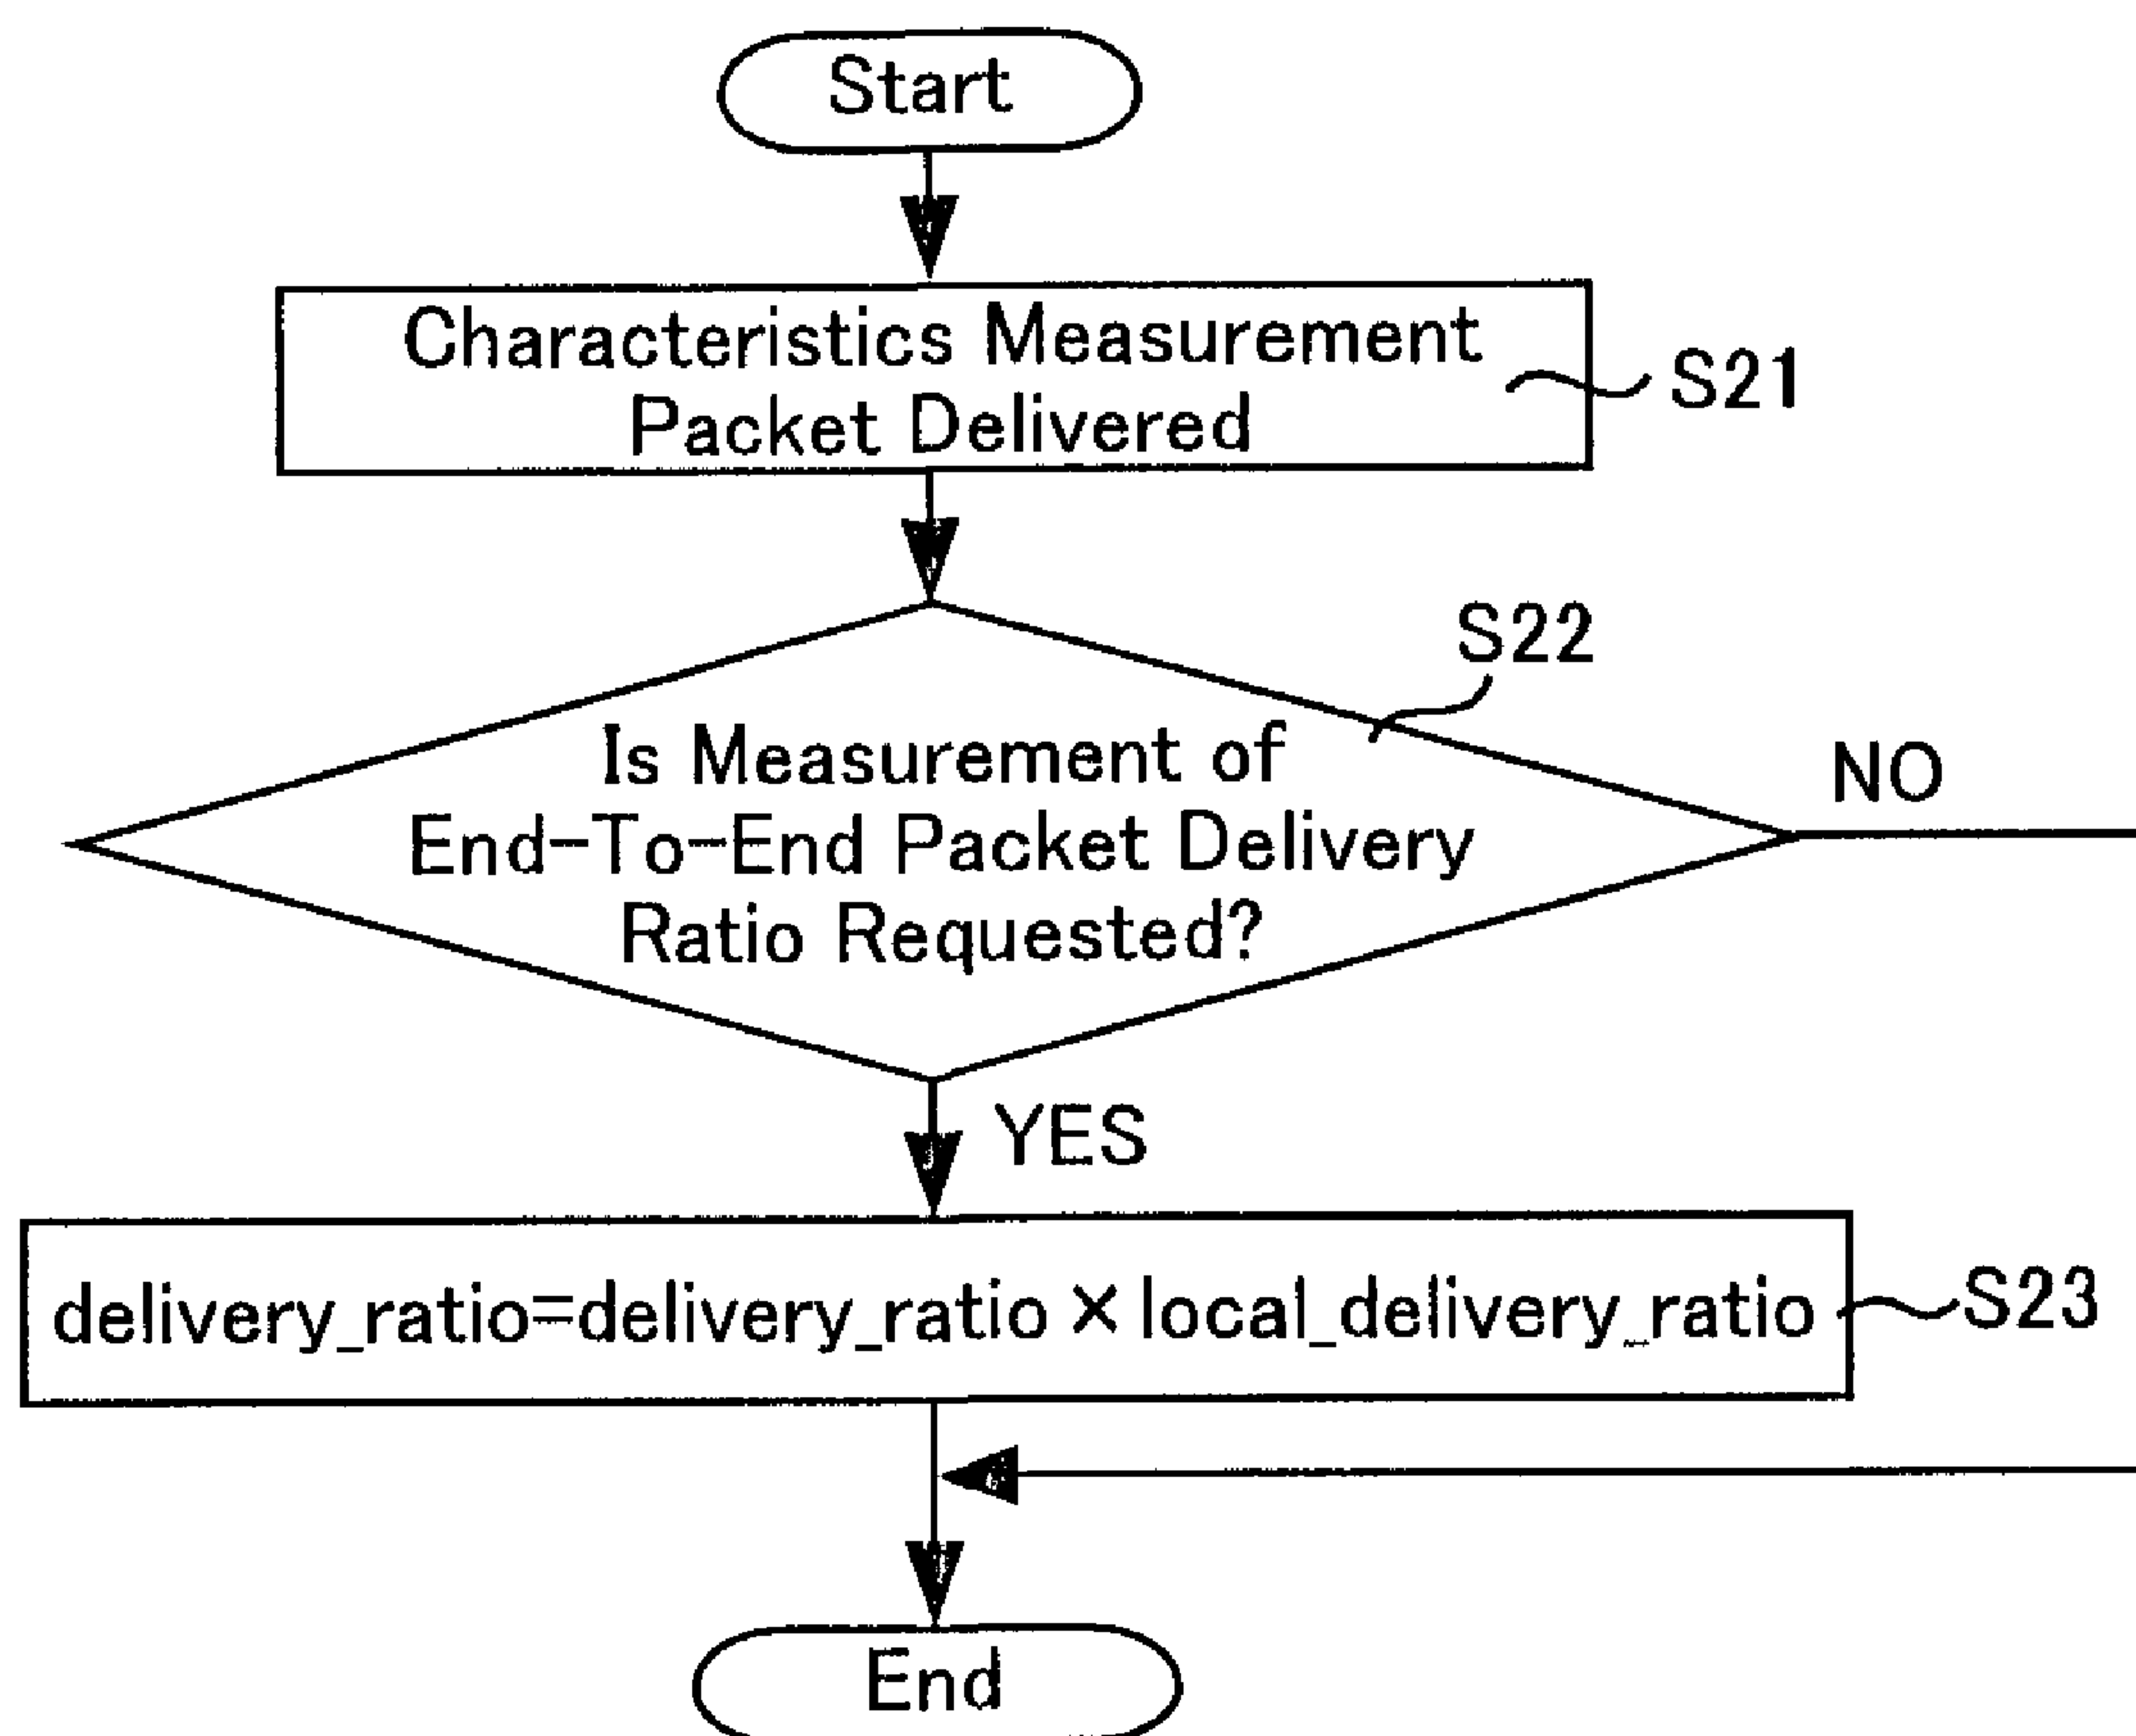 Start
Characteristics Measurement
Packet Delivered
S21
S22
Is Measurement of
End-To-End Packet Delivery
Ratio Requested?
NO
YES
delivery_ratio=delivery_ratio × local_delivery_ratio
S23
End